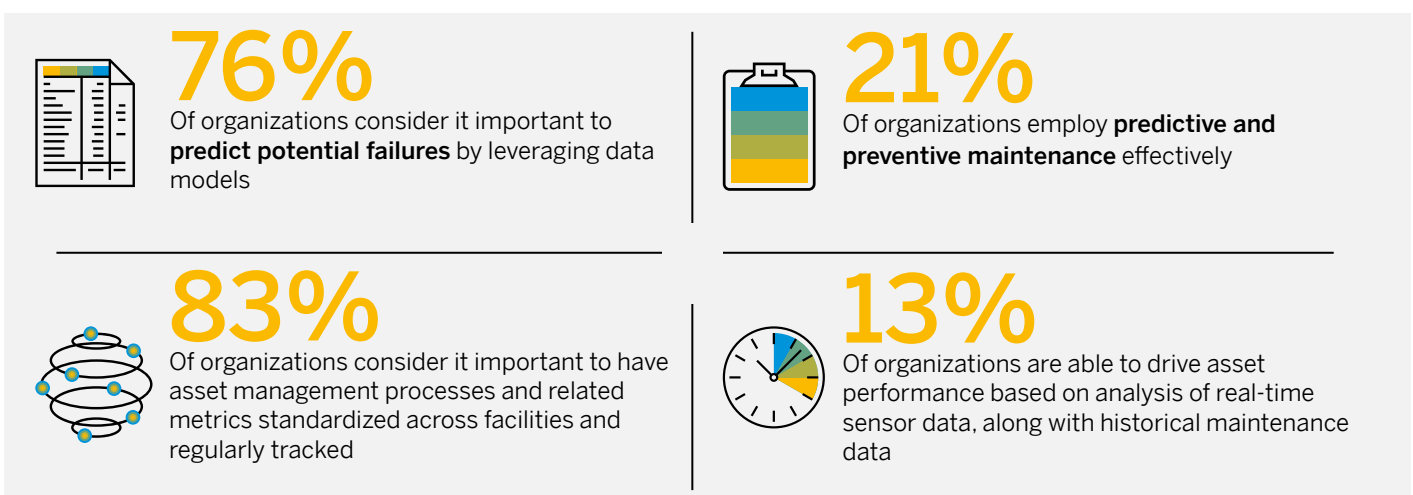 76%
Of organizations consider it important to
predict potential failures by leveraging data
models
21%
Of organizations employ predictive and
preventive maintenance effectively
83%
Of organizations consider it important to have
asset management processes and related
metrics standardized across facilities and
regularly tracked
13%
Of organizations are able to drive asset
performance based on analysis of real-time
sensor data, along with historical maintenance
data